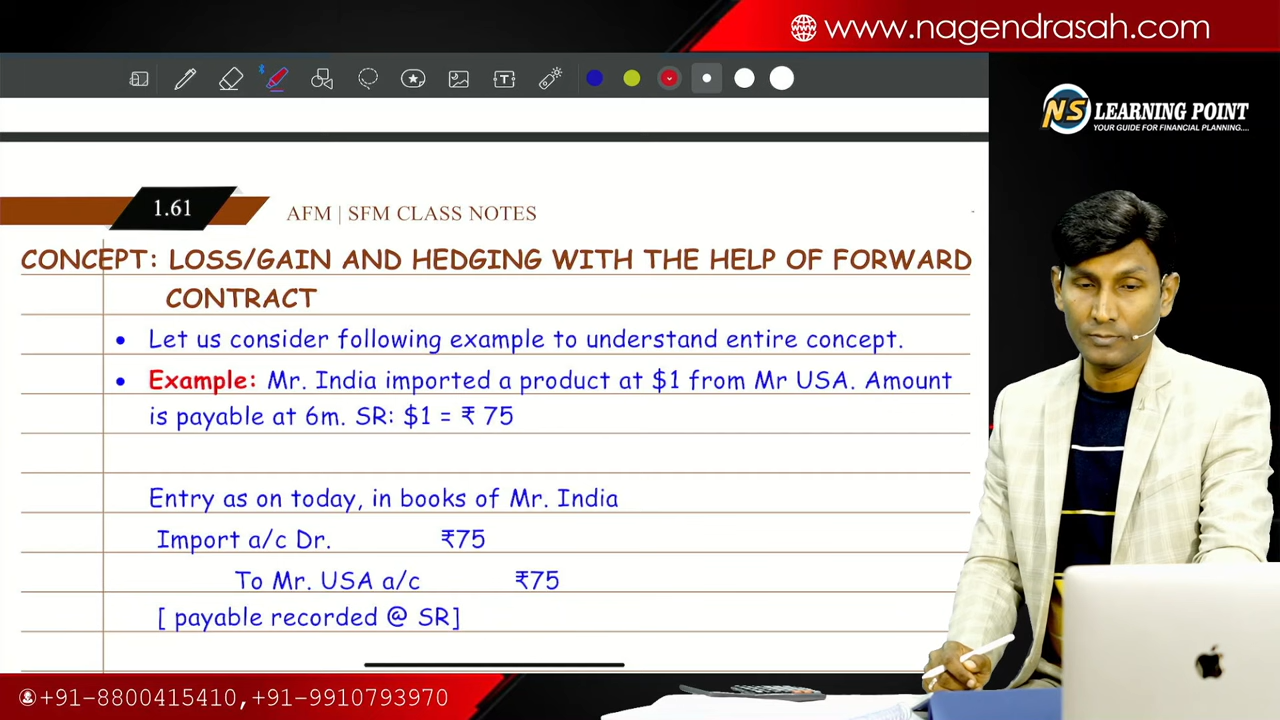 www.nagendrasah.com
NS LEARNING POINT
YOUR GUIDE FOR FINANCIAL PLANNING....
1.61
AFM | SFM CLASS NOTES
CONCEPT: LOSS/GAIN AND HEDGING WITH THE HELP OF FORWARD
CONTRACT
• Let us consider following example to understand entire concept.
• Example: Mr. India imported a product at $1 from Mr USA. Amount
is payable at 6m. SR: $1 = ₹ 75
Entry as on today, in books of Mr. India
Import a/c Dr. ₹75
To Mr. USA a/c ₹75
[ payable recorded @ SR]
+91-8800415410,+91-9910793970